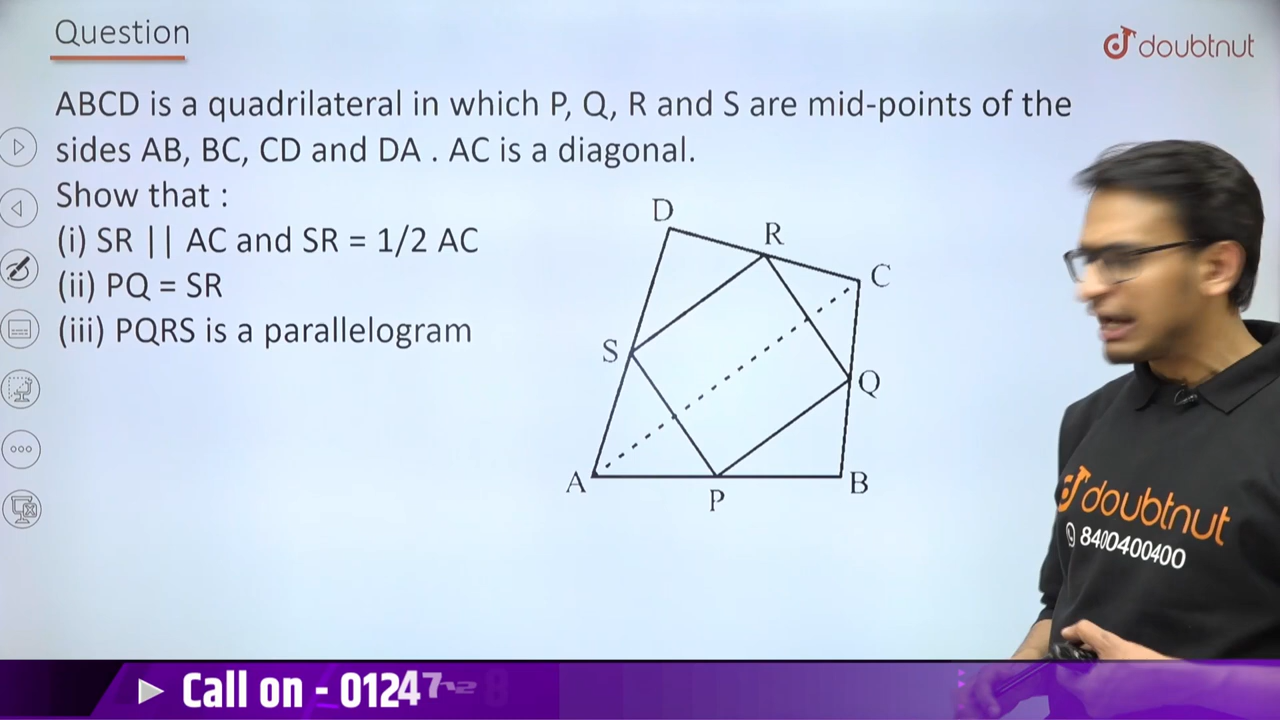 Question
doubtnut
ABCD is a quadrilateral in which P, Q, R and S are mid-points of the
sides AB, BC, CD and DA . AC is a diagonal.
Show that :
(i) SR || AC and SR = 1/2 AC
(ii) PQ = SR
(iii) PQRS is a parallelogram
D
R
C
S
Q
A
P
B
doubtnut
8400400400
Call on - 01247